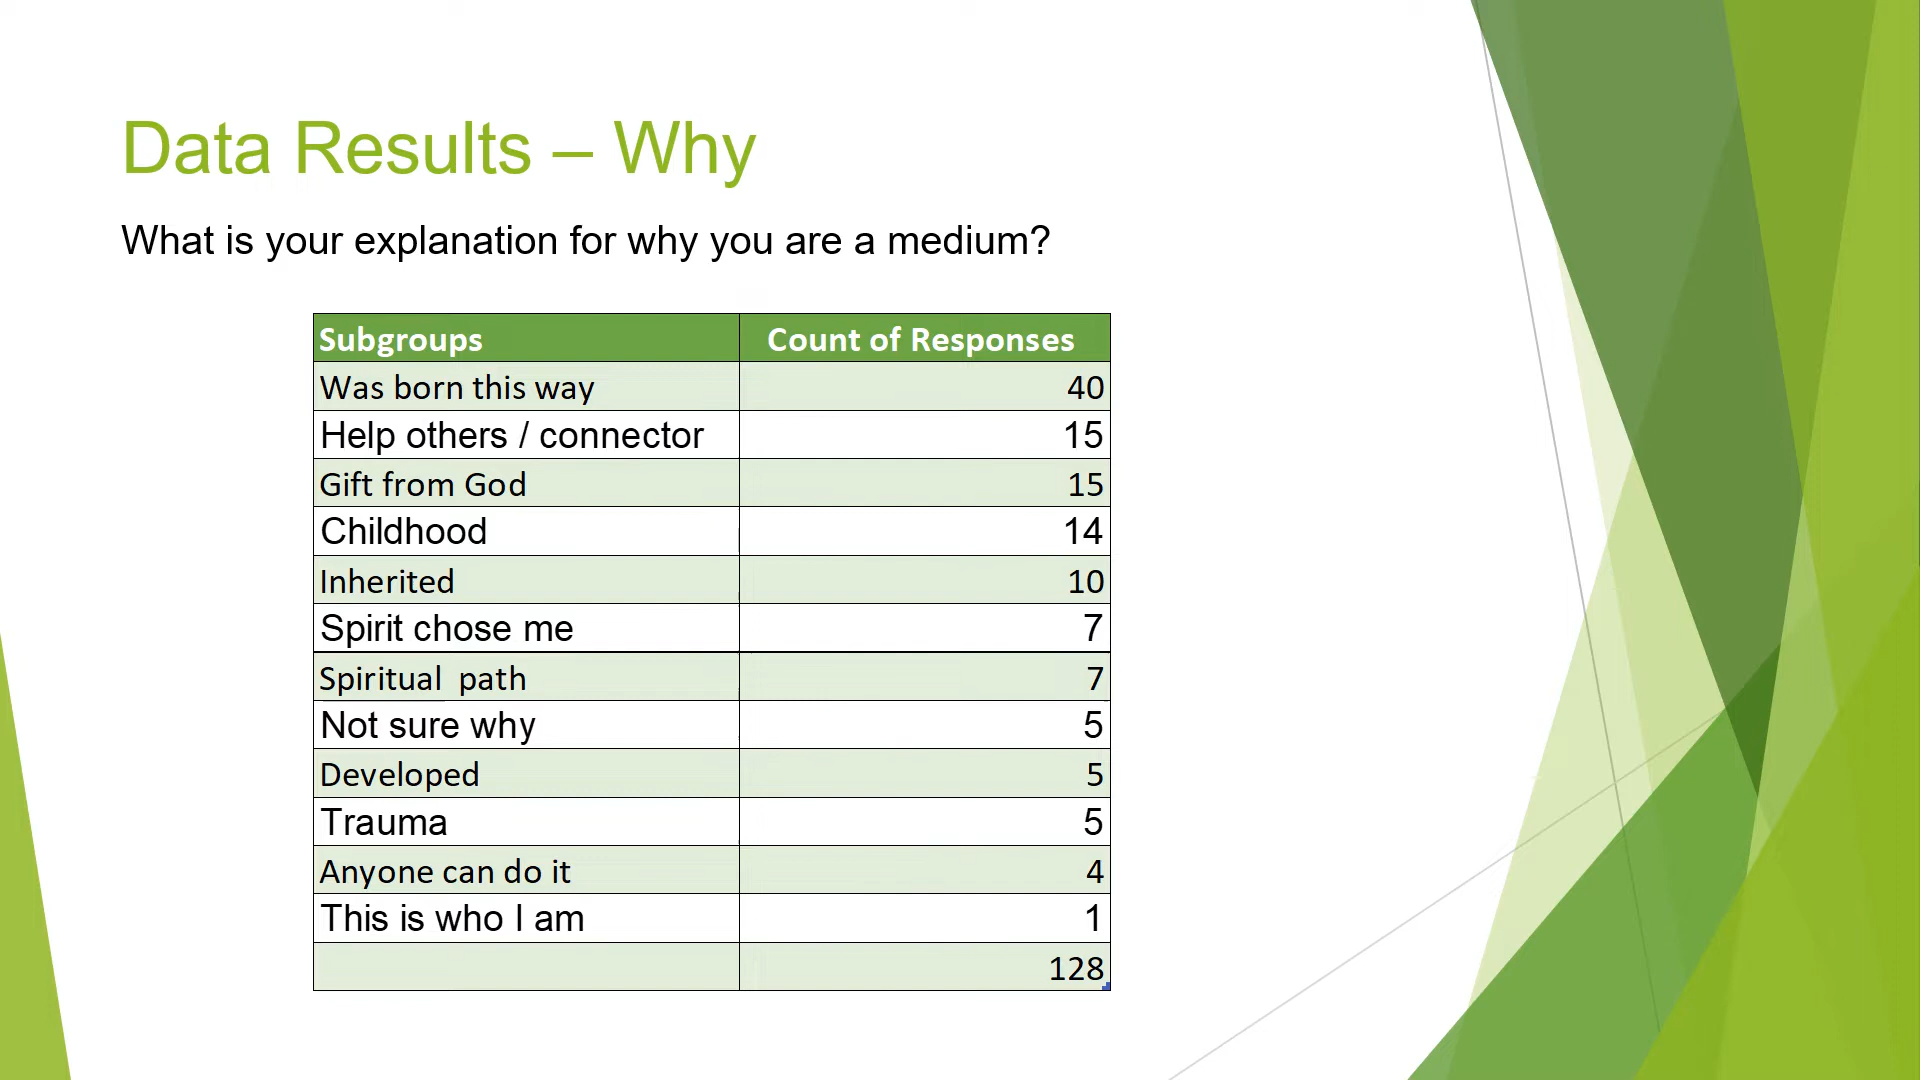 Data Results – Why
What is your explanation for why you are a medium?
Subgroups Count of Responses
Was born this way 40
Help others / connector 15
Gift from God 15
Childhood 14
Inherited 10
Spirit chose me 7
Spiritual path 7
Not sure why 5
Developed 5
Trauma 5
Anyone can do it 4
This is who I am 1
128